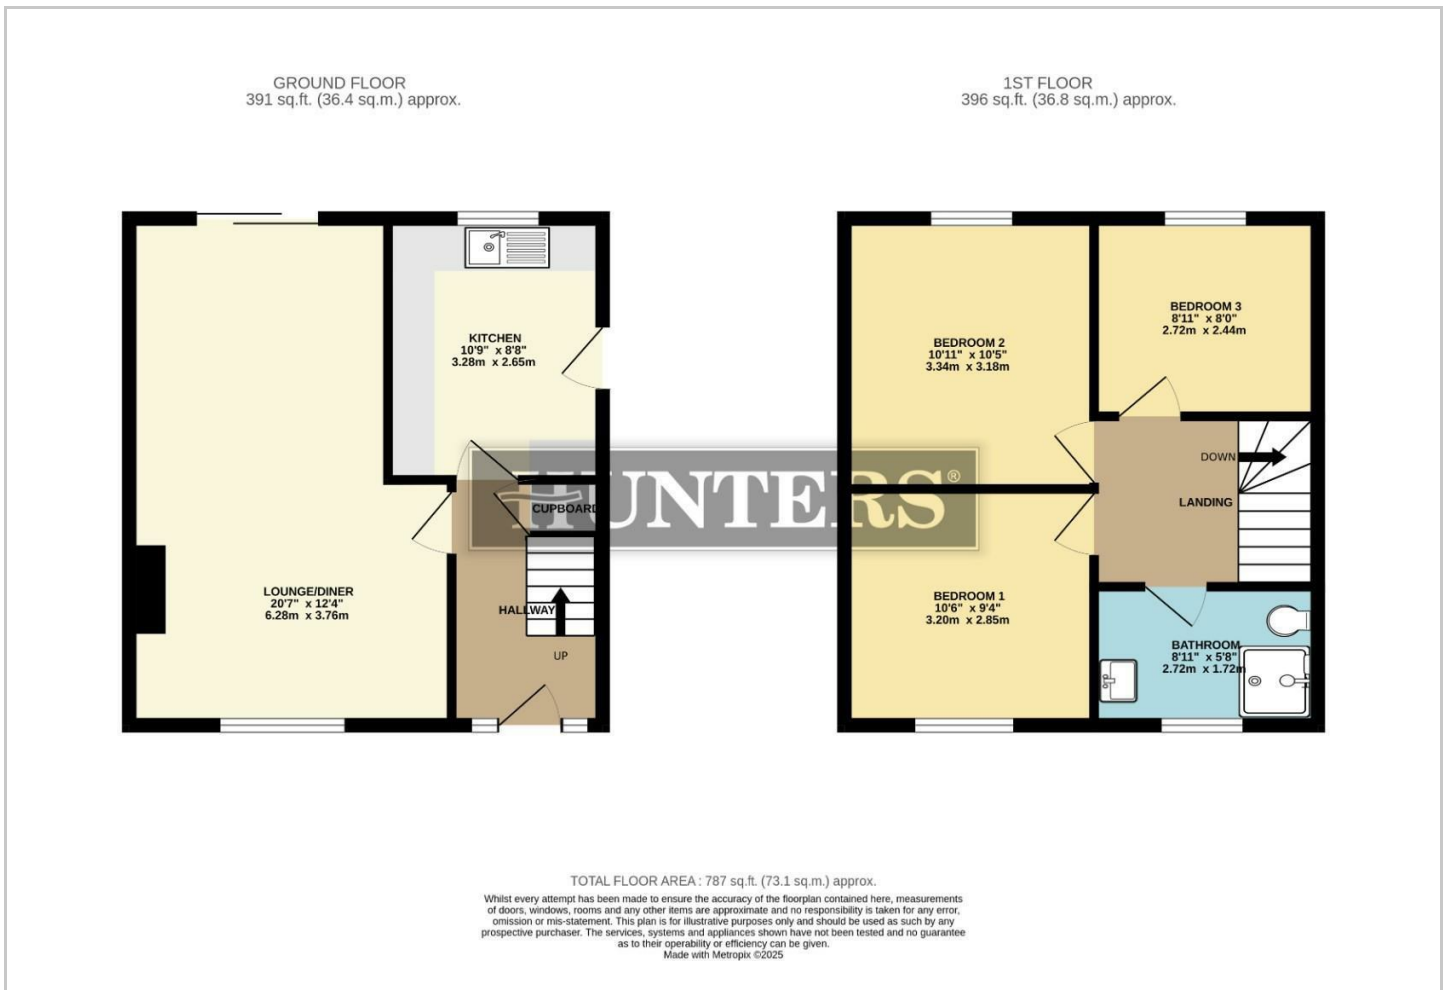 GROUND FLOOR
391 sq.ft. (36.4 sq.m.) approx.
1ST FLOOR
396 sq.ft. (36.8 sq.m.) approx.
KITCHEN
10'9" x 8'8"
3.28m x 2.65m
CUPBOARD
LOUNGE/DINER
20'7" x 12'4"
6.28m x 3.76m
HALLWAY
UP
BEDROOM 2
10'11" x 10'5"
3.34m x 3.18m
BEDROOM 3
8'11" x 8'0"
2.72m x 2.44m
DOWN
LANDING
BEDROOM 1
10'6" x 9'4"
3.20m x 2.85m
BATHROOM
8'11" x 5'8"
2.72m x 1.72m
HUNTERS®
TOTAL FLOOR AREA : 787 sq.ft. (73.1 sq.m.) approx.
Whilst every attempt has been made to ensure the accuracy of the floorplan contained here, measurements
of doors, windows, rooms and any other items are approximate and no responsibility is taken for any error,
omission or mis-statement. This plan is for illustrative purposes only and should be used as such by any
prospective purchaser. The services, systems and appliances shown have not been tested and no guarantee
as to their operability or efficiency can be given.
Made with Metropix ©2025